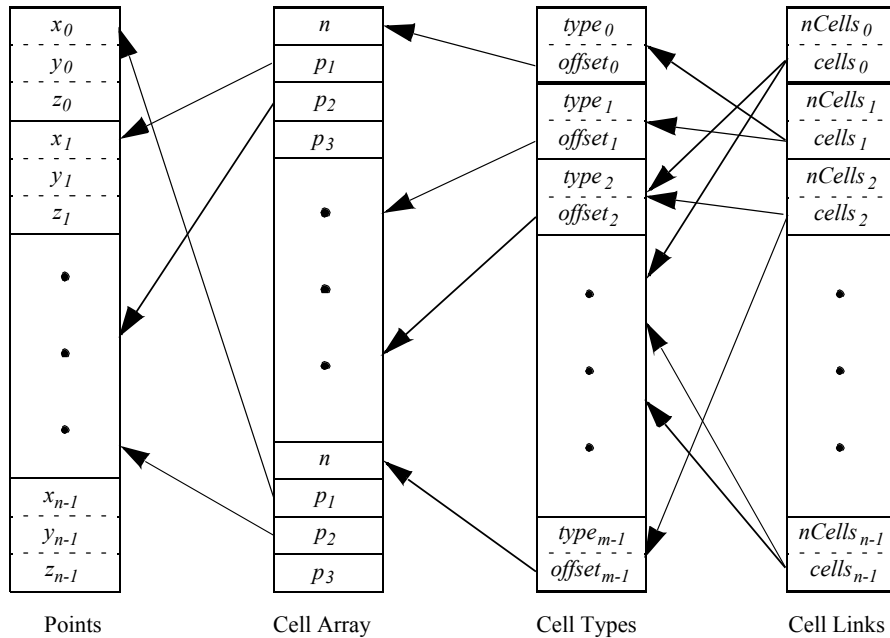 x0
y0
z0
x1
y1
z1
xn-1
yn-1
zn-1
Points
n
p1
p2
p3
n
p1
p2
p3
Cell Array
type0
offset0
type1
offset1
type2
offset2
typem-1
offsetm-1
Cell Types
nCells0
cells0
nCells1
cells1
nCells2
cells2
nCellsn-1
cellsn-1
Cell Links